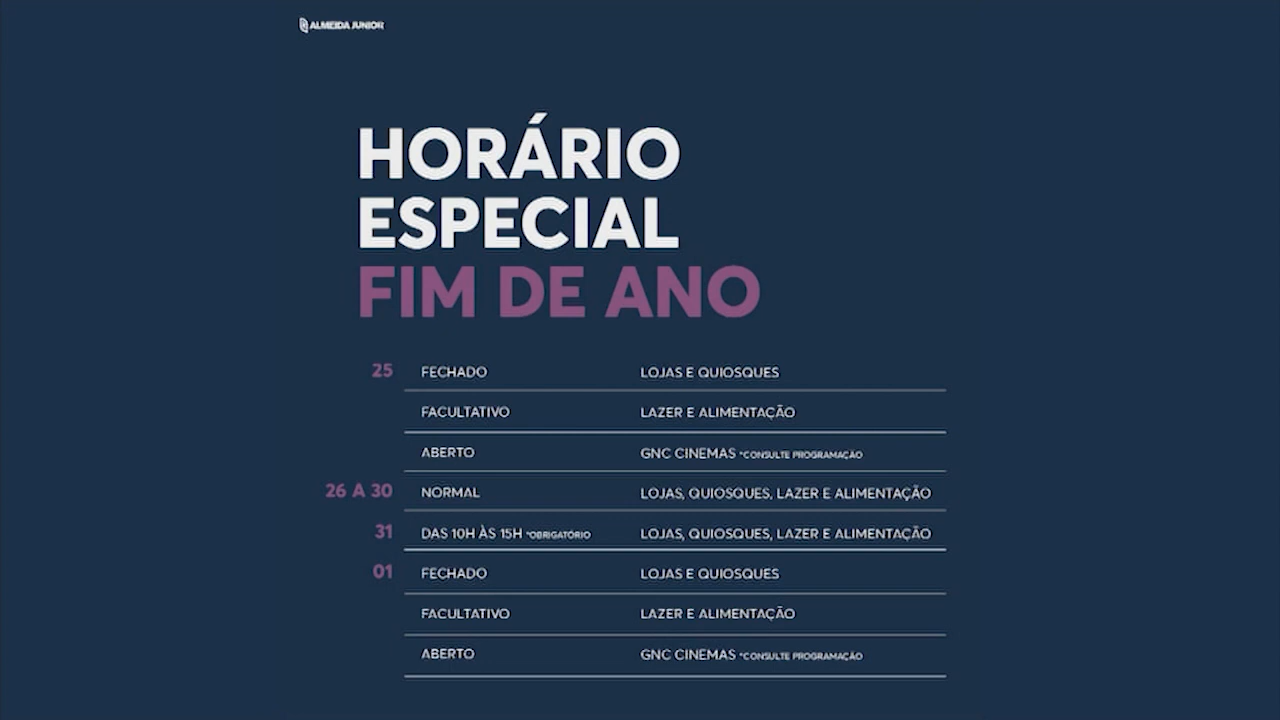 ALMEIDA JUNIOR
HORÁRIO
ESPECIAL
FIM DE ANO
25 FECHADO LOJAS E QUIOSQUES
FACULTATIVO LAZER E ALIMENTAÇÃO
ABERTO GNC CINEMAS *CONSULTE PROGRAMAÇÃO
26 A 30 NORMAL LOJAS, QUIOSQUES, LAZER E ALIMENTAÇÃO
31 DAS 10H ÀS 15H *OBRIGATÓRIO LOJAS, QUIOSQUES, LAZER E ALIMENTAÇÃO
01 FECHADO LOJAS E QUIOSQUES
FACULTATIVO LAZER E ALIMENTAÇÃO
ABERTO GNC CINEMAS *CONSULTE PROGRAMAÇÃO